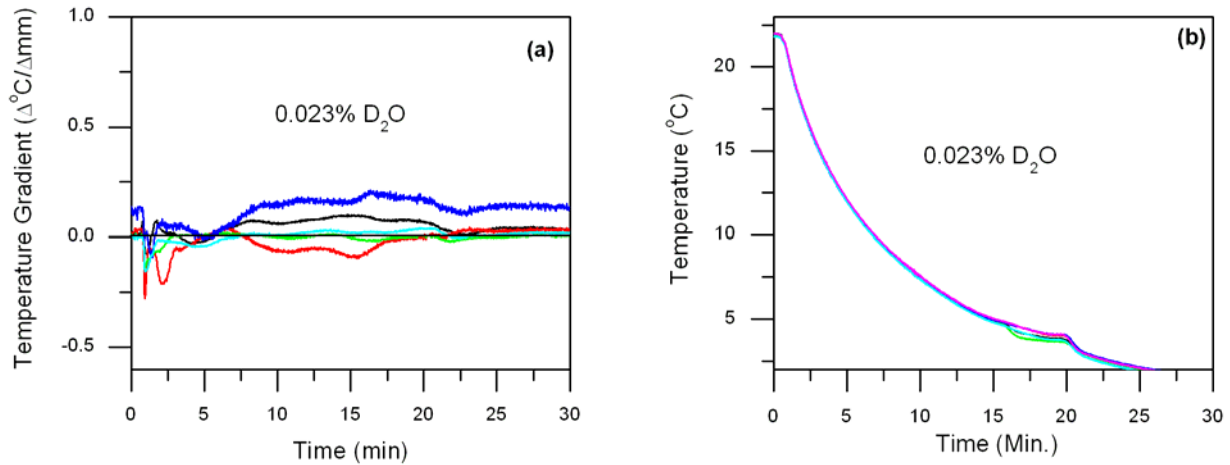 Temperature Gradient (Δ°C/Δmm)
1.0
0.5
0.0
-0.5
(a)
0.023% D₂O
0 5 10 15 20 25 30
Time (min)
Temperature (°C)
20
15
10
5
(b)
0.023% D₂O
0 5 10 15 20 25 30
Time (Min.)